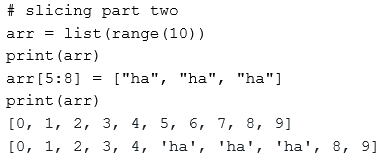 # slicing part two
arr = list(range(10))
print(arr)
arr[5:8] = ["ha", "ha", "ha"]
print(arr)
[0, 1, 2, 3, 4, 5, 6, 7, 8, 9]
[0, 1, 2, 3, 4, 'ha', 'ha', 'ha', 8, 9]